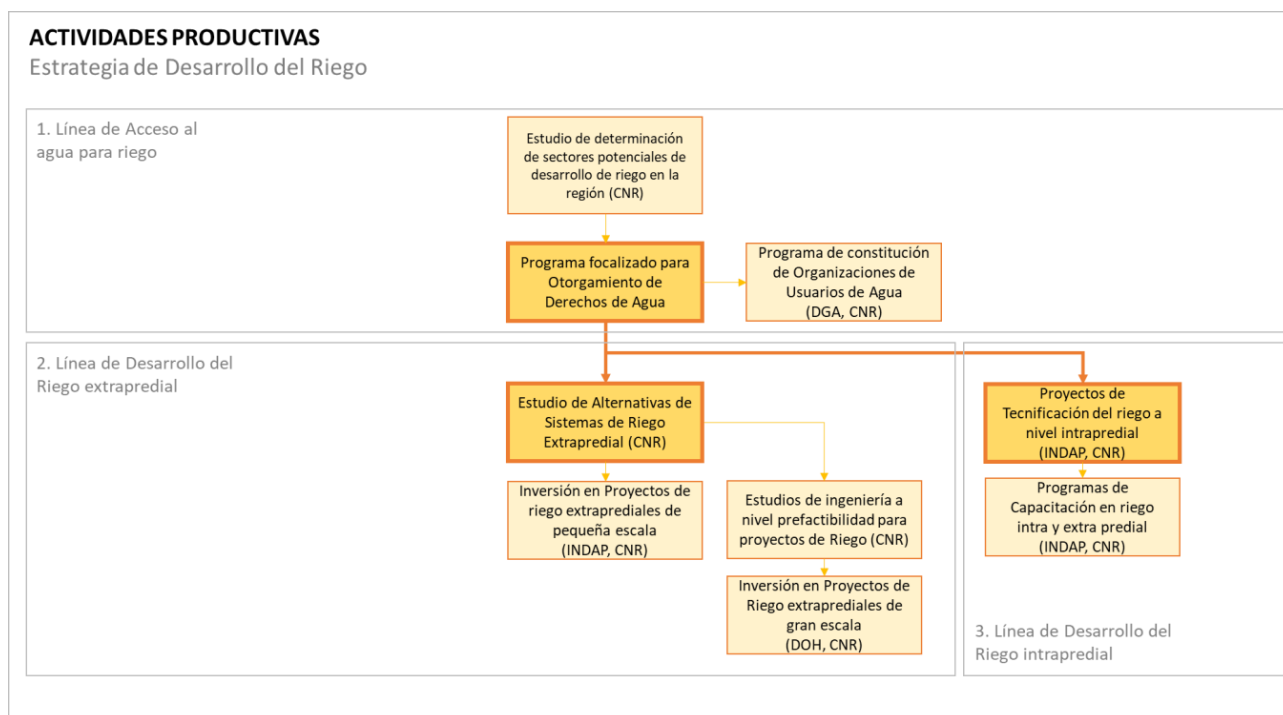 ACTIVIDADES PRODUCTIVAS
Estrategia de Desarrollo del Riego
1. Línea de Acceso al
agua para riego
Estudio de determinación
de sectores potenciales de
desarrollo de riego en la
región (CNR)
Programa focalizado para
Otorgamiento de
Derechos de Agua
Programa de constitución
de Organizaciones de
Usuarios de Agua
(DGA, CNR)
2. Línea de Desarrollo del
Riego extrapredial
Estudio de Alternativas de
Sistemas de Riego
Extrapredial (CNR)
Inversión en Proyectos de
riego extraprediales de
pequeña escala
(INDAP, CNR)
Estudios de ingeniería a
nivel prefactibilidad para
proyectos de Riego (CNR)
Inversión en Proyectos de
Riego extraprediales de
gran escala
(DOH, CNR)
Proyectos de
Tecnificación del riego a
nivel intrapredial
(INDAP, CNR)
Programas de
Capacitación en riego
intra y extra predial
(INDAP, CNR)
3. Línea de Desarrollo del
Riego intrapredial